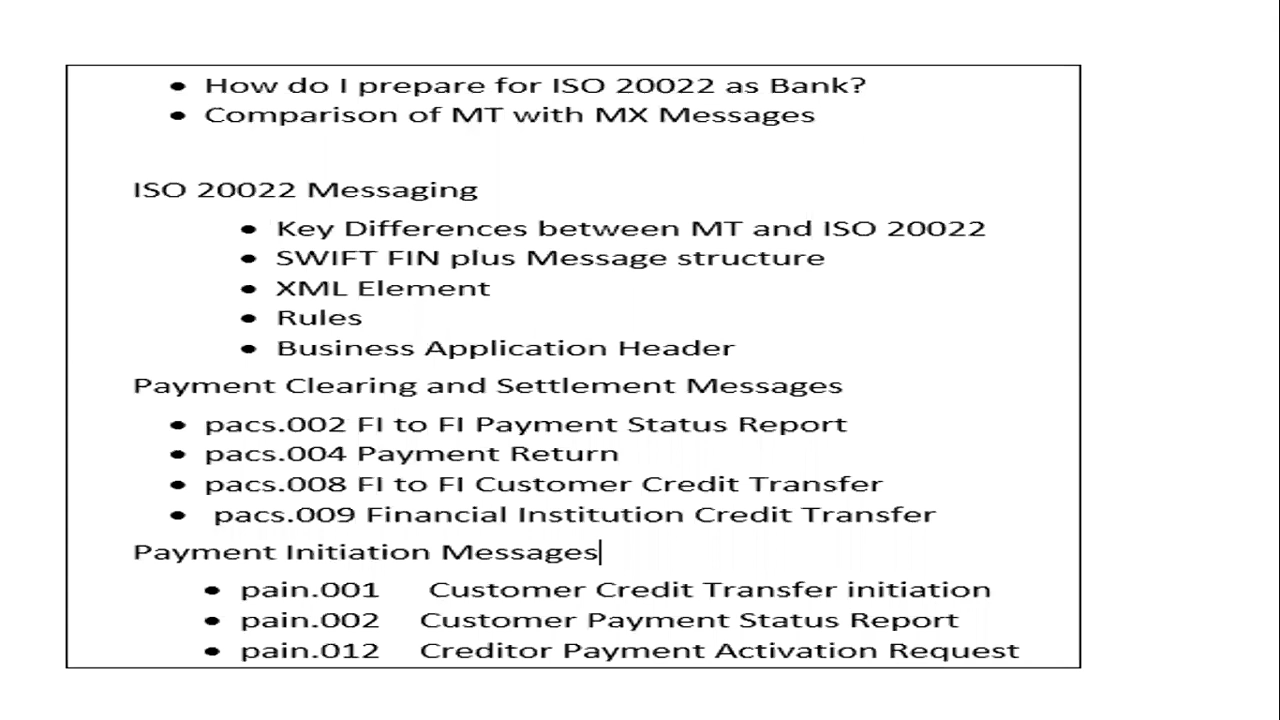 • How do I prepare for ISO 20022 as Bank?
• Comparison of MT with MX Messages
ISO 20022 Messaging
• Key Differences between MT and ISO 20022
• SWIFT FIN plus Message structure
• XML Element
• Rules
• Business Application Header
Payment Clearing and Settlement Messages
• pacs.002 FI to FI Payment Status Report
• pacs.004 Payment Return
• pacs.008 FI to FI Customer Credit Transfer
• pacs.009 Financial Institution Credit Transfer
Payment Initiation Messages
• pain.001 Customer Credit Transfer initiation
• pain.002 Customer Payment Status Report
• pain.012 Creditor Payment Activation Request